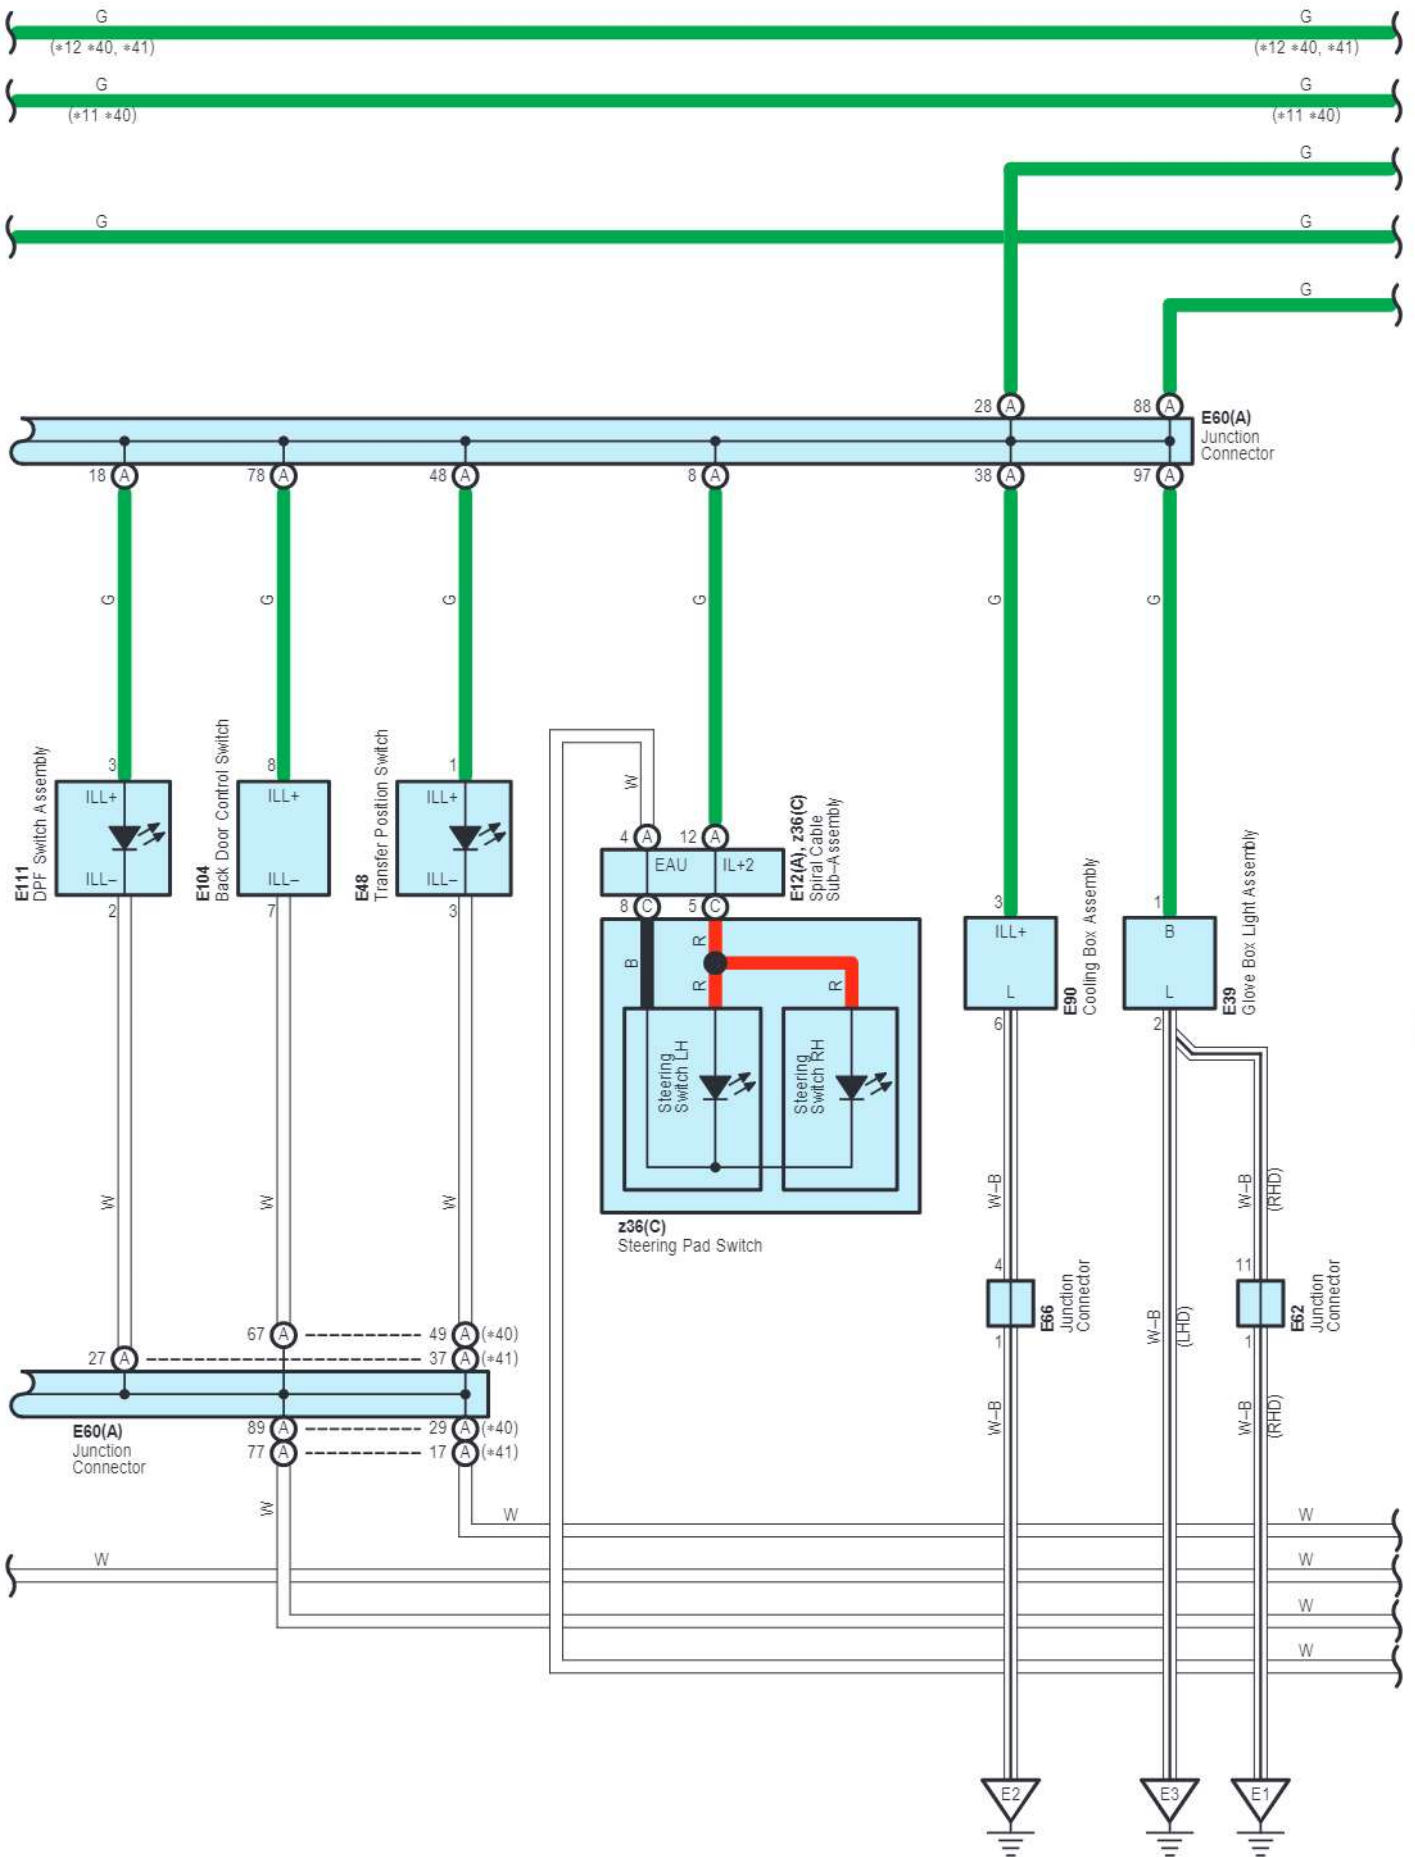 G
G
(∗12 ∗40, ∗41)
(∗12 ∗40, ∗41)
G
G
(∗11 ∗40)
(∗11 ∗40)
G
G
G
G
28 A
88 A
E60(A)
Junction
Connector
18 A
78 A
48 A
8 A
38 A
97 A
G
G
G
G
G
G
3
ILL+
ILL−
2
E111
DPF Switch Assembly
8
ILL+
ILL−
7
E104
Back Door Control Switch
1
ILL+
ILL−
3
E48
Transfer Position Switch
W
4 A
12 A
EAU
IL+2
E12(A), z36(C)
Spiral Cable
Sub−Assembly
8 C
5 C
B
R
R
R
Steering
Switch LH
Steering
Switch RH
z36(C)
Steering Pad Switch
3
ILL+
L
6
E90
Cooling Box Assembly
1
B
L
2
E39
Glove Box Light Assembly
W
W
W
W−B
W−B
(RHD)
4
E66
Junction
Connector
1
11
E62
Junction
Connector
1
W−B
(LHD)
W−B
W−B
(RHD)
67 A
49 A (∗40)
27 A
37 A (∗41)
E60(A)
Junction
Connector
89 A
29 A (∗40)
77 A
17 A (∗41)
W
W
W
W
W
W
W
E2
E3
E1